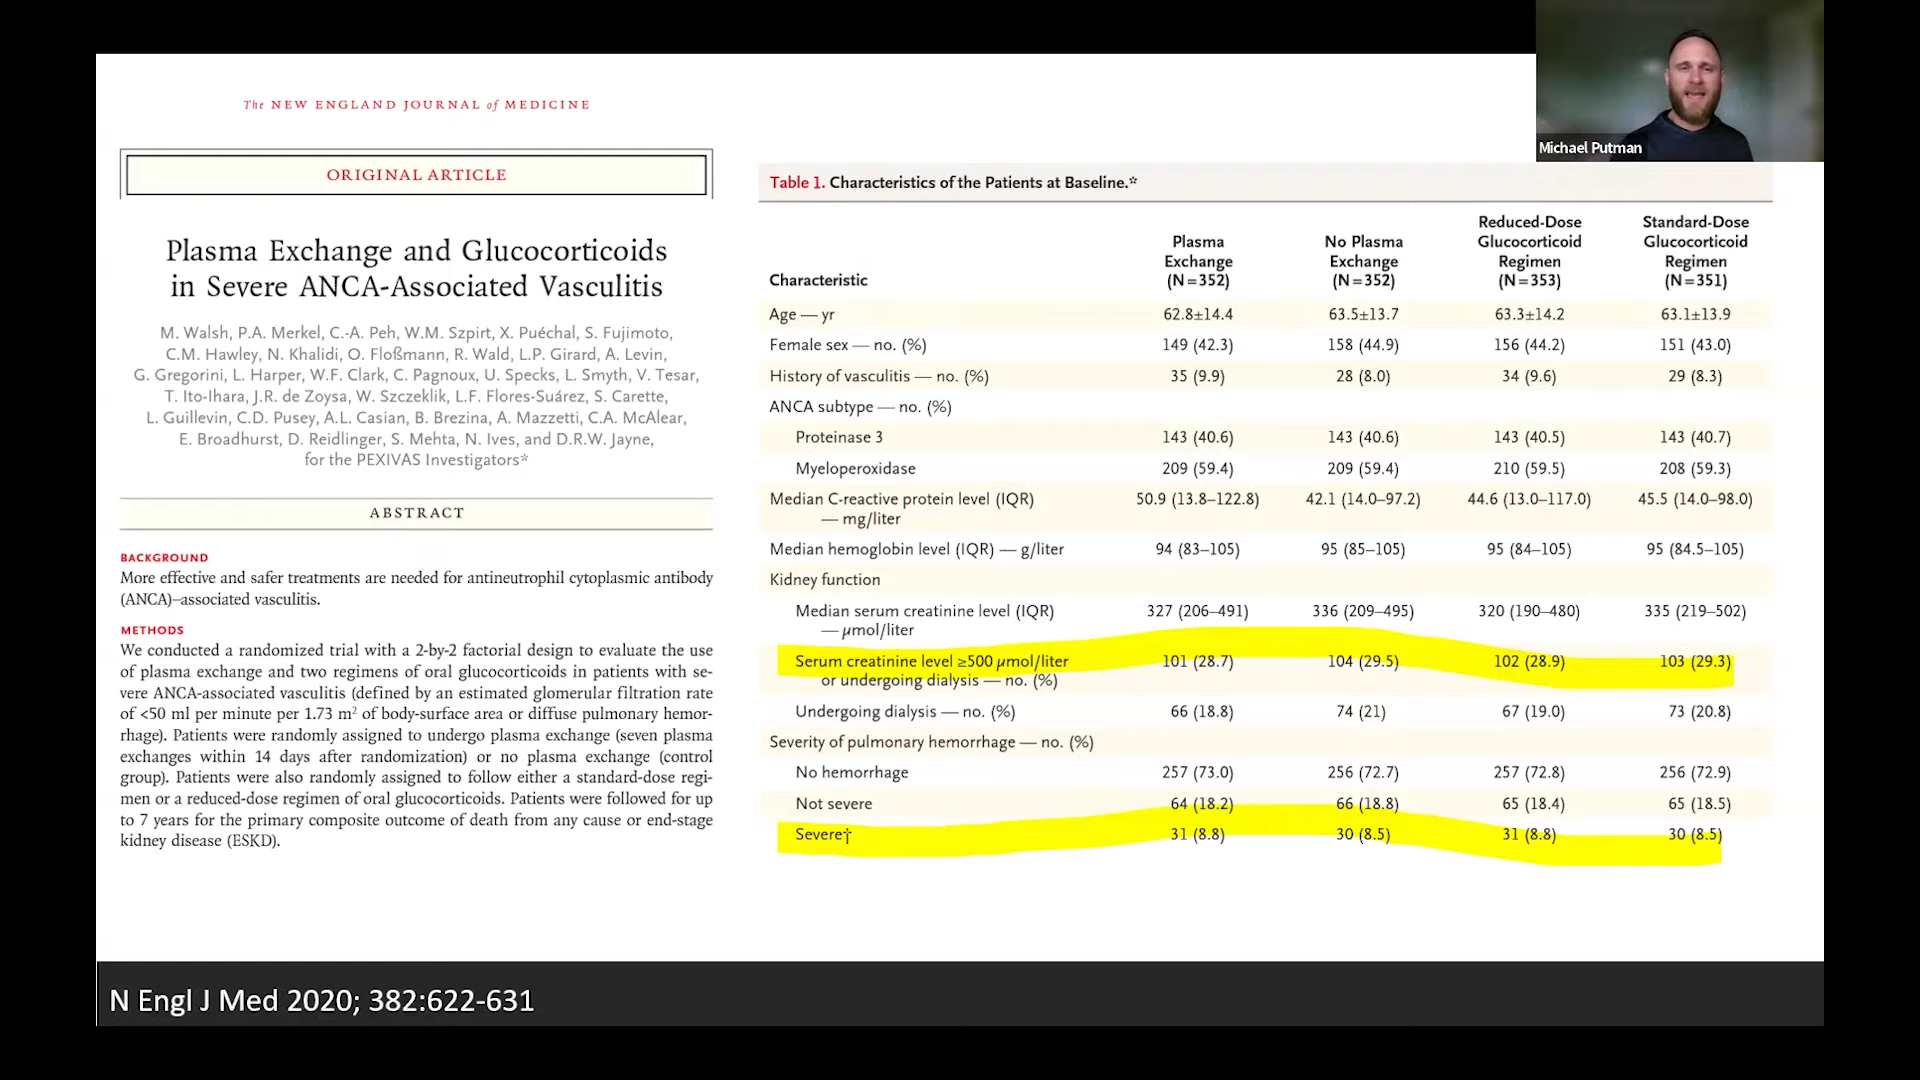 The NEW ENGLAND JOURNAL of MEDICINE
ORIGINAL ARTICLE
Plasma Exchange and Glucocorticoids
in Severe ANCA-Associated Vasculitis
M. Walsh, P.A. Merkel, C.-A. Peh, W.M. Szpirt, X. Puéchal, S. Fujimoto,
C.M. Hawley, N. Khalidi, O. Floßmann, R. Wald, L.P. Girard, A. Levin,
G. Gregorini, L. Harper, W.F. Clark, C. Pagnoux, U. Specks, L. Smyth, V. Tesar,
T. Ito-Ihara, J.R. de Zoysa, W. Szczeklik, L.F. Flores-Suárez, S. Carette,
L. Guillevin, C.D. Pusey, A.L. Casian, B. Brezina, A. Mazzetti, C.A. McAlear,
E. Broadhurst, D. Reidlinger, S. Mehta, N. Ives, and D.R.W. Jayne,
for the PEXIVAS Investigators*
ABSTRACT
BACKGROUND
More effective and safer treatments are needed for antineutrophil cytoplasmic antibody
(ANCA)–associated vasculitis.
METHODS
We conducted a randomized trial with a 2-by-2 factorial design to evaluate the use
of plasma exchange and two regimens of oral glucocorticoids in patients with se-
vere ANCA-associated vasculitis (defined by an estimated glomerular filtration rate
of <50 ml per minute per 1.73 m² of body-surface area or diffuse pulmonary hemor-
rhage). Patients were randomly assigned to undergo plasma exchange (seven plasma
exchanges within 14 days after randomization) or no plasma exchange (control
group). Patients were also randomly assigned to follow either a standard-dose regi-
men or a reduced-dose regimen of oral glucocorticoids. Patients were followed for up
to 7 years for the primary composite outcome of death from any cause or end-stage
kidney disease (ESKD).
Michael Putman
Table 1. Characteristics of the Patients at Baseline.*
Characteristic Plasma Exchange (N=352) No Plasma Exchange (N=352) Reduced-Dose Glucocorticoid Regimen (N=353) Standard-Dose Glucocorticoid Regimen (N=351)
Age — yr 62.8±14.4 63.5±13.7 63.3±14.2 63.1±13.9
Female sex — no. (%) 149 (42.3) 158 (44.9) 156 (44.2) 151 (43.0)
History of vasculitis — no. (%) 35 (9.9) 28 (8.0) 34 (9.6) 29 (8.3)
ANCA subtype — no. (%)
Proteinase 3 143 (40.6) 143 (40.6) 143 (40.5) 143 (40.7)
Myeloperoxidase 209 (59.4) 209 (59.4) 210 (59.5) 208 (59.3)
Median C-reactive protein level (IQR) 50.9 (13.8–122.8) 42.1 (14.0–97.2) 44.6 (13.0–117.0) 45.5 (14.0–98.0)
— mg/liter
Median hemoglobin level (IQR) — g/liter 94 (83–105) 95 (85–105) 95 (84–105) 95 (84.5–105)
Kidney function
Median serum creatinine level (IQR) 327 (206–491) 336 (209–495) 320 (190–480) 335 (219–502)
— µmol/liter
Serum creatinine level ≥500 µmol/liter 101 (28.7) 104 (29.5) 102 (28.9) 103 (29.3)
or undergoing dialysis — no. (%)
Undergoing dialysis — no. (%) 66 (18.8) 74 (21) 67 (19.0) 73 (20.8)
Severity of pulmonary hemorrhage — no. (%)
No hemorrhage 257 (73.0) 256 (72.7) 257 (72.8) 256 (72.9)
Not severe 64 (18.2) 66 (18.8) 65 (18.4) 65 (18.5)
Severe† 31 (8.8) 30 (8.5) 31 (8.8) 30 (8.5)
N Engl J Med 2020; 382:622-631